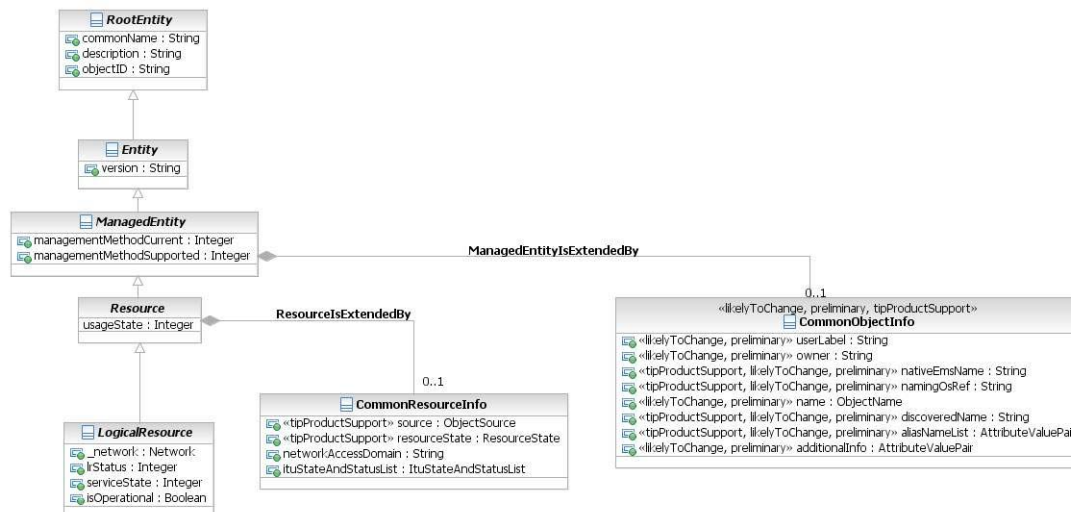 RootEntity
commonName : String
description : String
objectID : String
Entity
version : String
ManagedEntity
managementMethodCurrent : Integer
managementMethodSupported : Integer
ManagedEntityIsExtendedBy
0..1
Resource
usageState : Integer
ResourceIsExtendedBy
0..1
«likelyToChange, preliminary, tipProductSupport»
CommonObjectInfo
«likelyToChange, preliminary» userLabel : String
«likelyToChange, preliminary» owner : String
«tipProductSupport, likelyToChange, preliminary» nativeEmsName : String
«tipProductSupport, likelyToChange, preliminary» namingOsRef : String
«likelyToChange, preliminary» name : ObjectName
«tipProductSupport, likelyToChange, preliminary» discoveredName : String
«tipProductSupport, likelyToChange, preliminary» aliasNameList : AttributeValuePai
«likelyToChange, preliminary» additionalInfo : AttributeValuePair
CommonResourceInfo
«tipProductSupport» source : ObjectSource
«tipProductSupport» resourceState : ResourceState
networkAccessDomain : String
ituStateAndStatusList : ItuStateAndStatusList
LogicalResource
_network : Network
lrStatus : Integer
serviceState : Integer
isOperational : Boolean